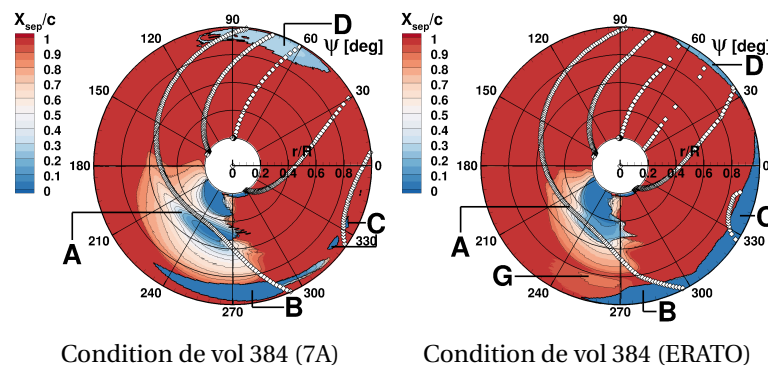 X_sep/c
1
0.9
0.8
0.7
0.6
0.5
0.4
0.3
0.2
0.1
0
90
D
60
Ψ [deg]
120
30
150
r/R
180
0 0.2 0.4 0.6 0.8
0
A
C
210
330
240
B
300
270
Condition de vol 384 (7A)
X_sep/c
1
0.9
0.8
0.7
0.6
0.5
0.4
0.3
0.2
0.1
0
90
60
Ψ [deg]
D
120
30
150
r/R
180
0 0.2 0.4 0.6 0.8
0
A
C
210
330
G
240
B
300
270
Condition de vol 384 (ERATO)